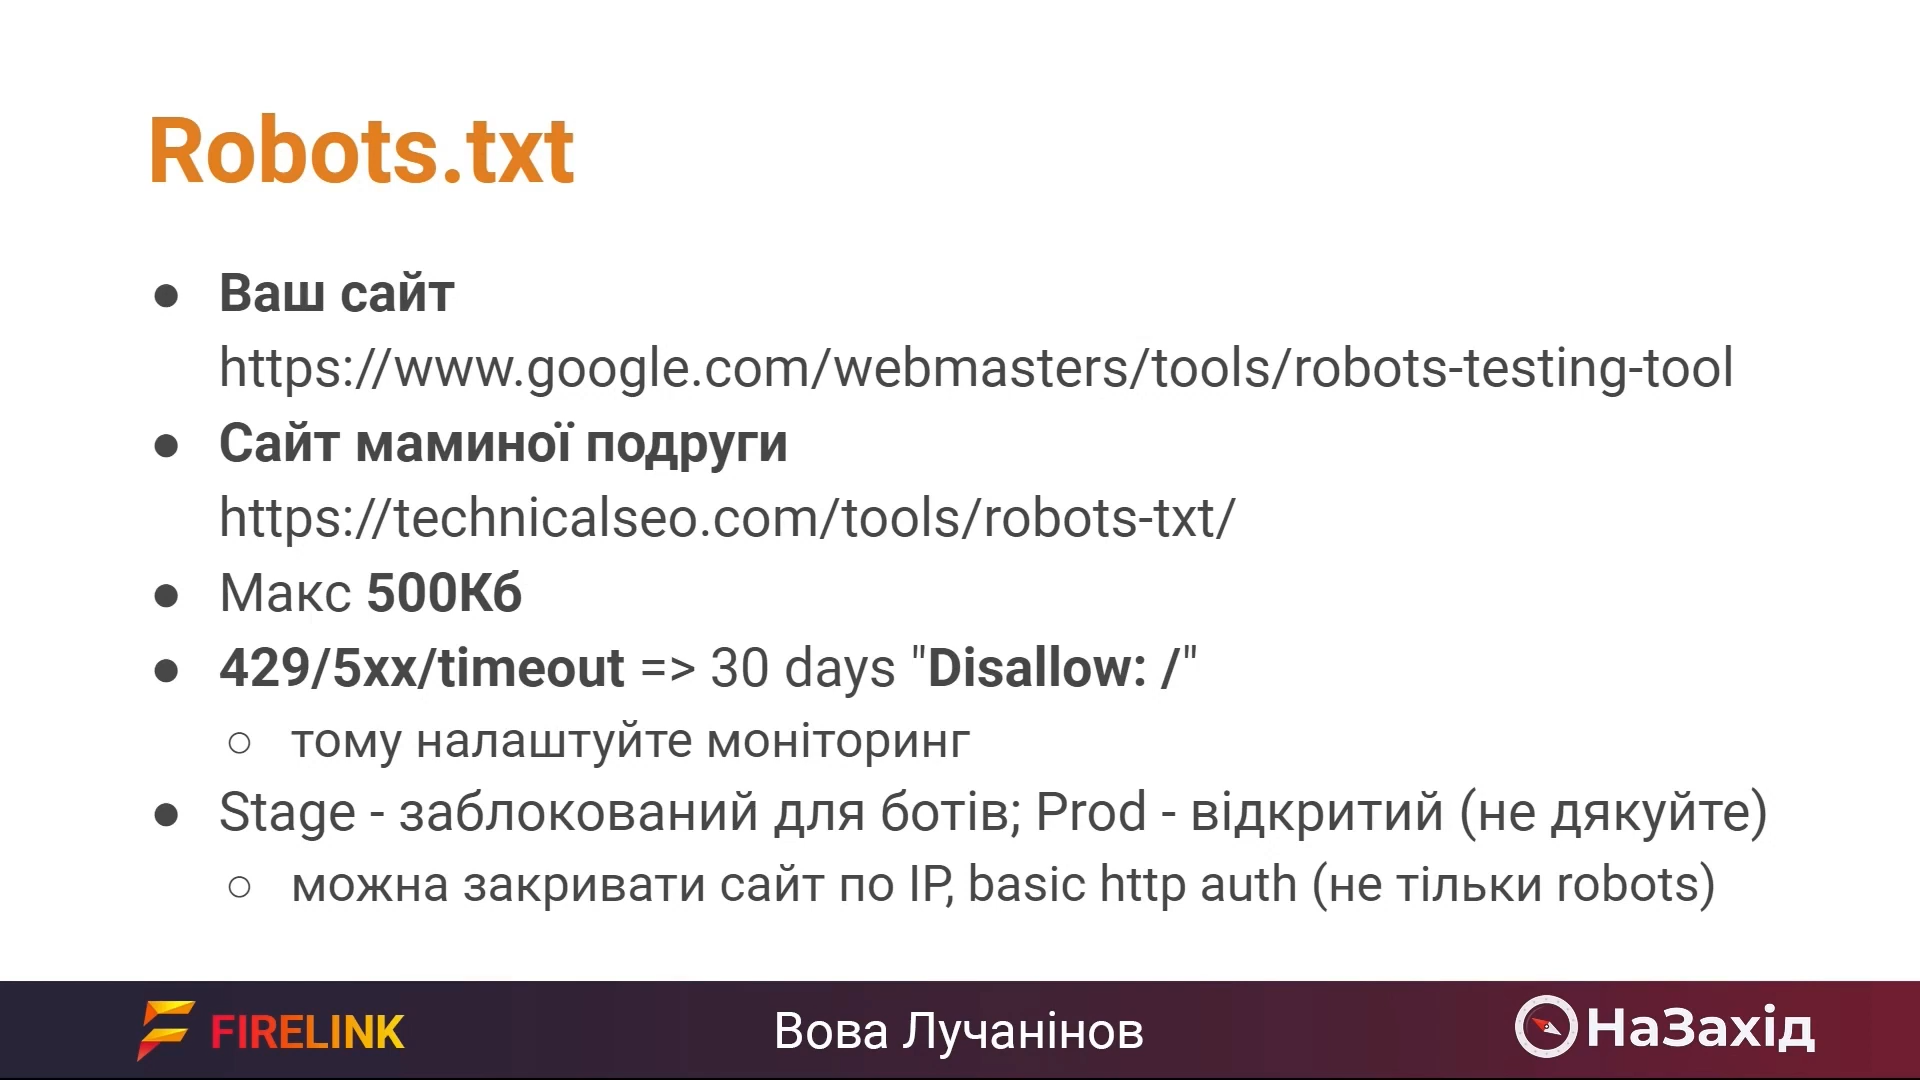 Robots.txt
● Ваш сайт
https://www.google.com/webmasters/tools/robots-testing-tool
● Сайт маминої подруги
https://technicalseo.com/tools/robots-txt/
● Макс 500Кб
● 429/5xx/timeout => 30 days "Disallow: /"
○ тому налаштуйте моніторинг
● Stage - заблокований для ботів; Prod - відкритий (не дякуйте)
○ можна закривати сайт по IP, basic http auth (не тільки robots)
FIRELINK
Вова Лучанінов
НаЗахід